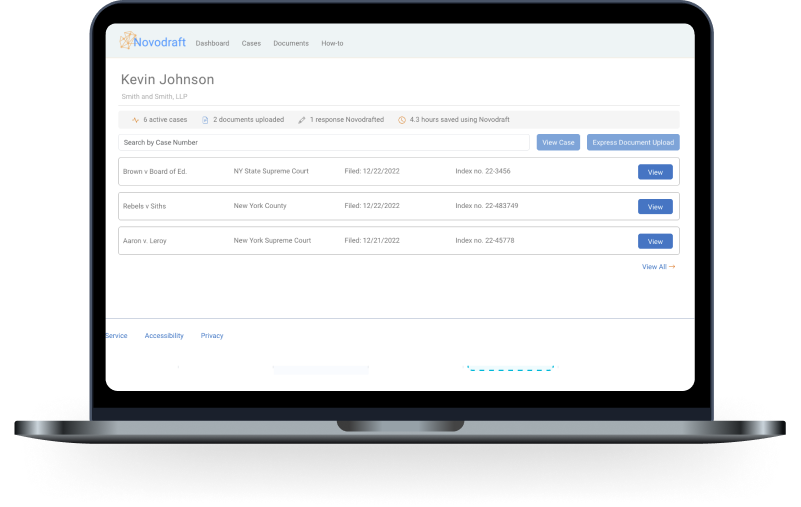 Novodraft Dashboard Cases Documents How-to
Kevin Johnson
Smith and Smith, LLP
6 active cases 2 documents uploaded 1 response Novodrafted 4.3 hours saved using Novodraft
Search by Case Number View Case Express Document Upload
Brown v Board of Ed. NY State Supreme Court Filed: 12/22/2022 Index no. 22-3456 View
Rebels v Siths New York County Filed: 12/22/2022 Index no. 22-483749 View
Aaron v. Leroy New York Supreme Court Filed: 12/21/2022 Index no. 22-45778 View
View All →
Service Accessibility Privacy